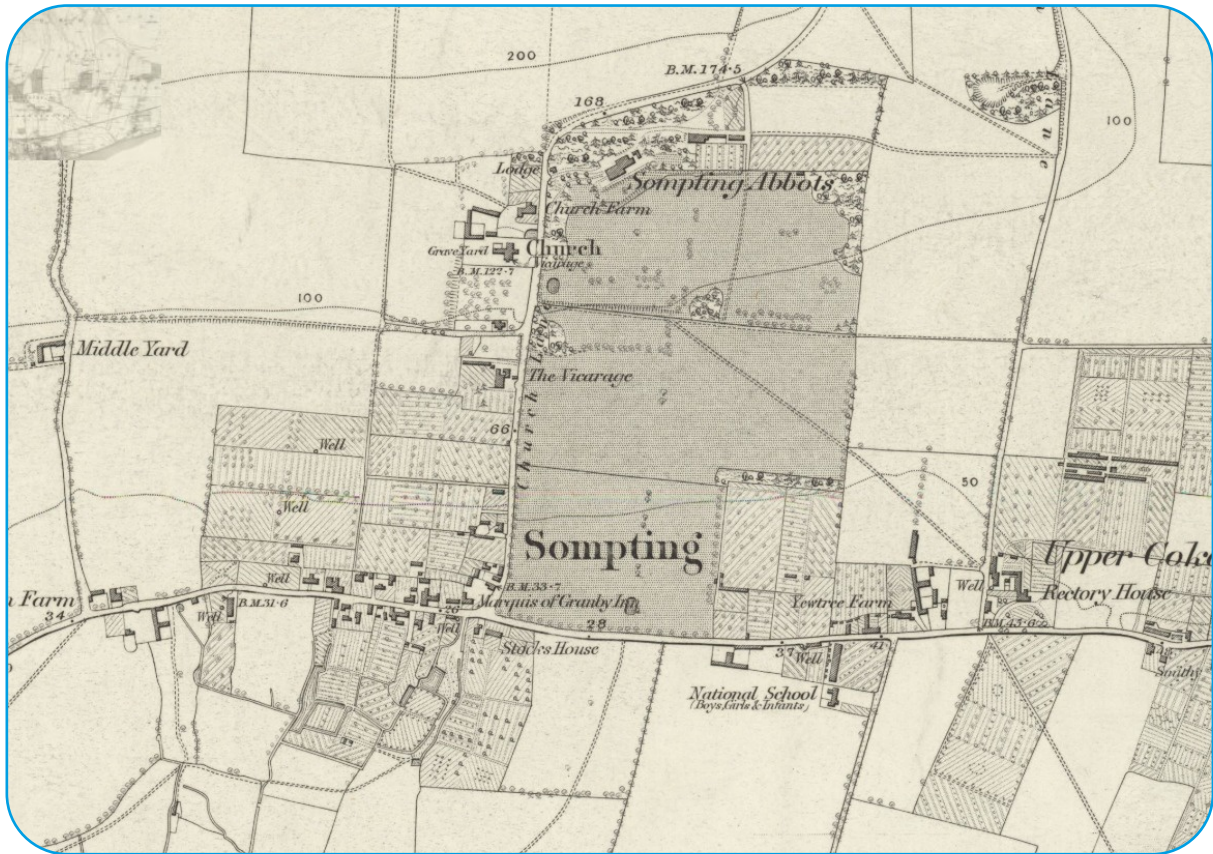 200
B.M.174·5
168
100
Lodge
Sompting Abbots
Church Farm
Grave Yard
Church
Vicarage
B.M.122·7
100
Middle Yard
The Vicarage
Church Lane
66
Well
Well
50
Sompting
Upper Coke
Well
B.M.33·7
Well
Rectory House
Farm
Well
B.M.31·6
Marquis of Granby Inn
Yewtree Farm
34
26
Well
28
B.M.43·6
Stocks House
37
Well
41
National School
(Boys, Girls & Infants)